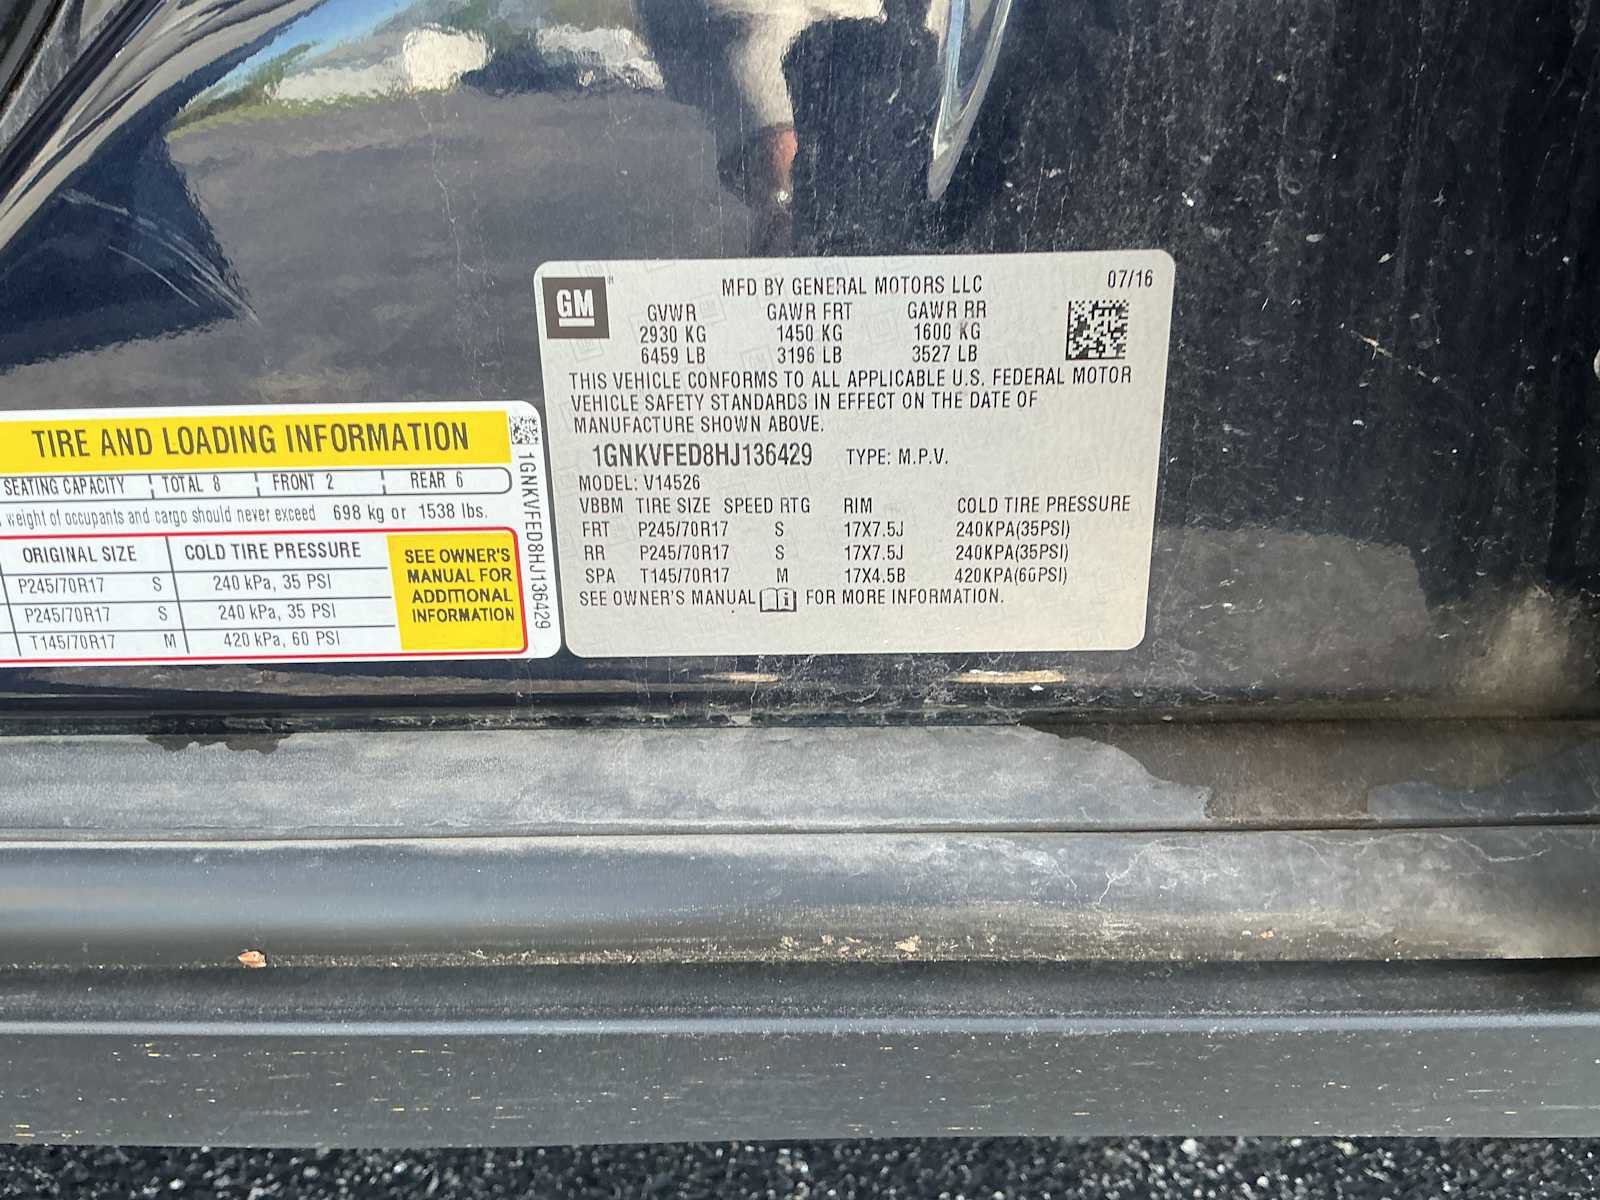 GM
MFD BY GENERAL MOTORS LLC 07/16
GVWR GAWR FRT GAWR RR
2930 KG 1450 KG 1600 KG
6459 LB 3196 LB 3527 LB
THIS VEHICLE CONFORMS TO ALL APPLICABLE U.S. FEDERAL MOTOR
VEHICLE SAFETY STANDARDS IN EFFECT ON THE DATE OF
MANUFACTURE SHOWN ABOVE.
1GNKVFED8HJ136429 TYPE: M.P.V.
MODEL: V14526
VBBM TIRE SIZE SPEED RTG RIM COLD TIRE PRESSURE
FRT P245/70R17 S 17X7.5J 240KPA(35PSI)
RR P245/70R17 S 17X7.5J 240KPA(35PSI)
SPA T145/70R17 M 17X4.5B 420KPA(60PSI)
SEE OWNER'S MANUAL FOR MORE INFORMATION.
TIRE AND LOADING INFORMATION
SEATING CAPACITY TOTAL 8 FRONT 2 REAR 6
weight of occupants and cargo should never exceed 698 kg or 1538 lbs.
ORIGINAL SIZE COLD TIRE PRESSURE
P245/70R17 S 240 kPa, 35 PSI
P245/70R17 S 240 kPa, 35 PSI
T145/70R17 M 420 kPa, 60 PSI
SEE OWNER'S
MANUAL FOR
ADDITIONAL
INFORMATION
1GNKVFED8HJ136429